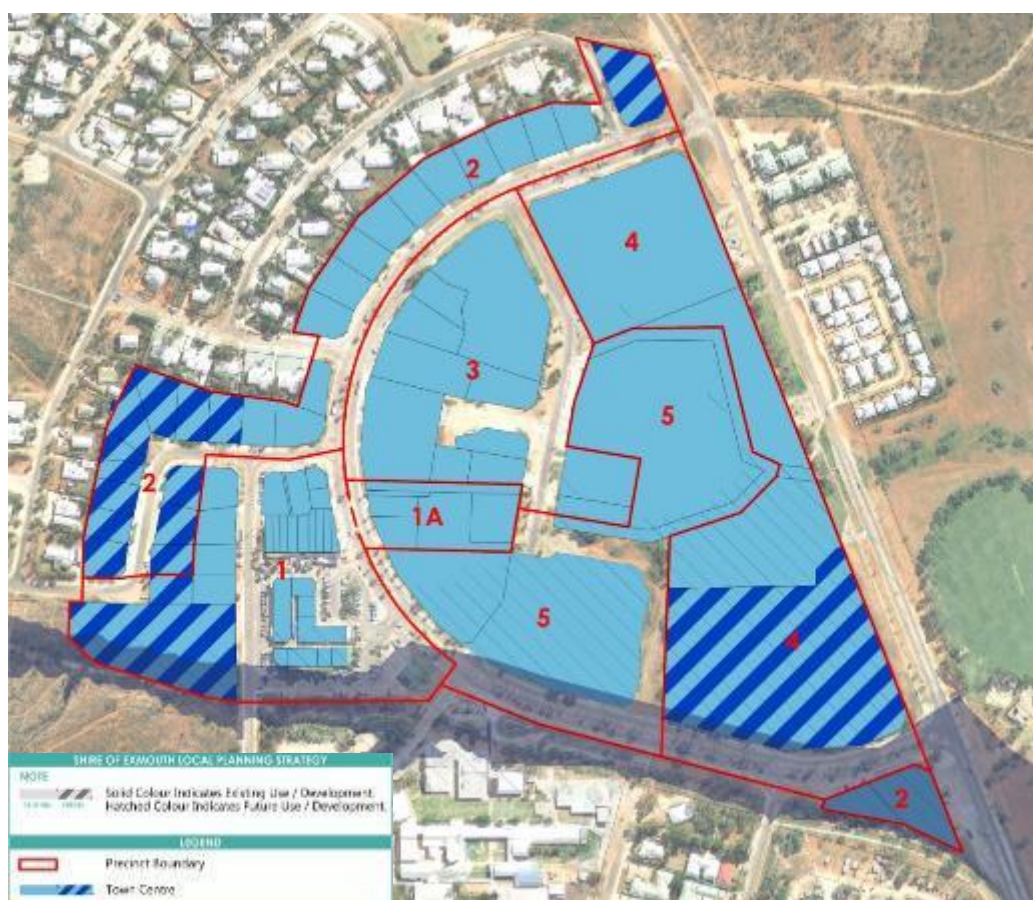 2
4
3
5
2
1A
1
5
4
2
SHIRE OF EXMOUTH LOCAL PLANNING STRATEGY
NOTE
Solid Colour Indicates Existing Use / Development.
Hatched Colour Indicates Future Use / Development.
LEGEND
Precinct Boundary
Town Centre